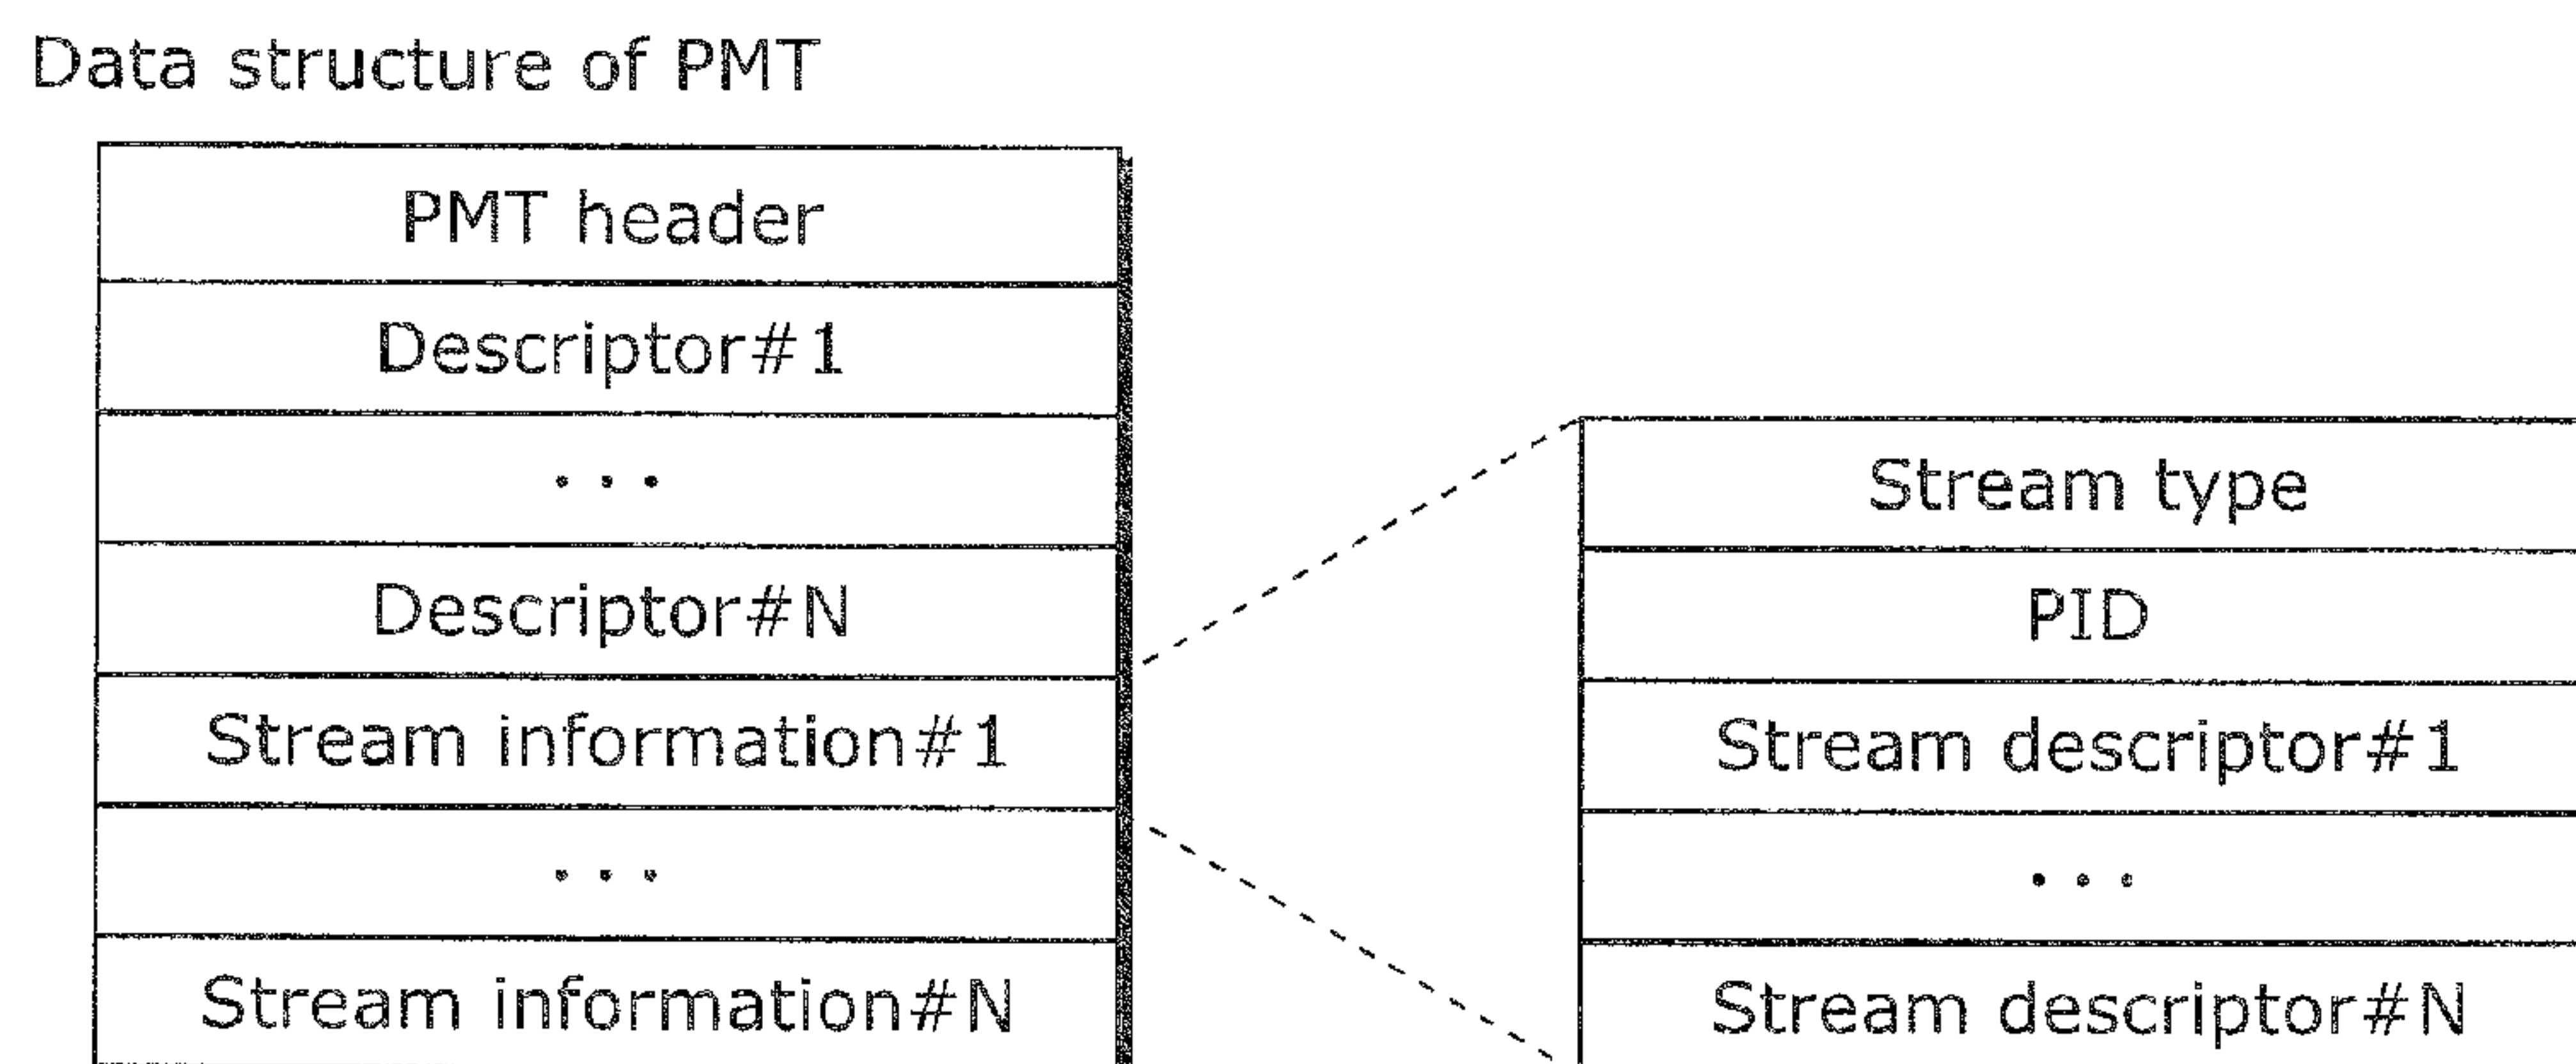 Data structure of PMT
PMT header
Descriptor#1
...
Descriptor#N
Stream information#1
...
Stream information#N
Stream type
PID
Stream descriptor#1
...
Stream descriptor#N